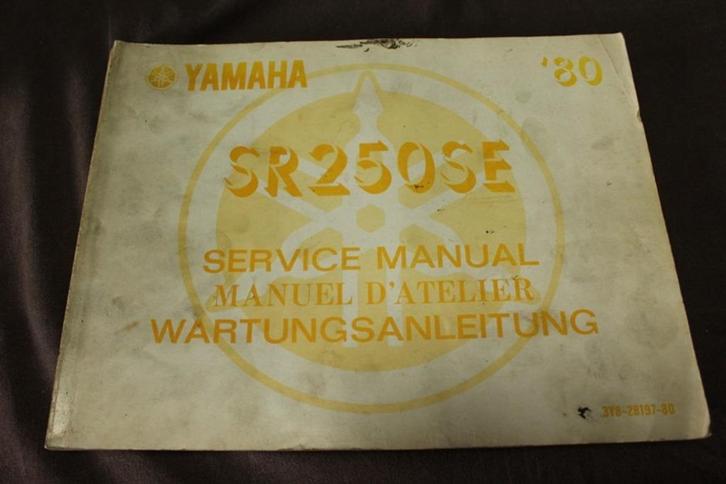 YAMAHA '80
SR250SE
SERVICE MANUAL
MANUEL D'ATELIER
WARTUNGSANLEITUNG
3Y8-28197-80